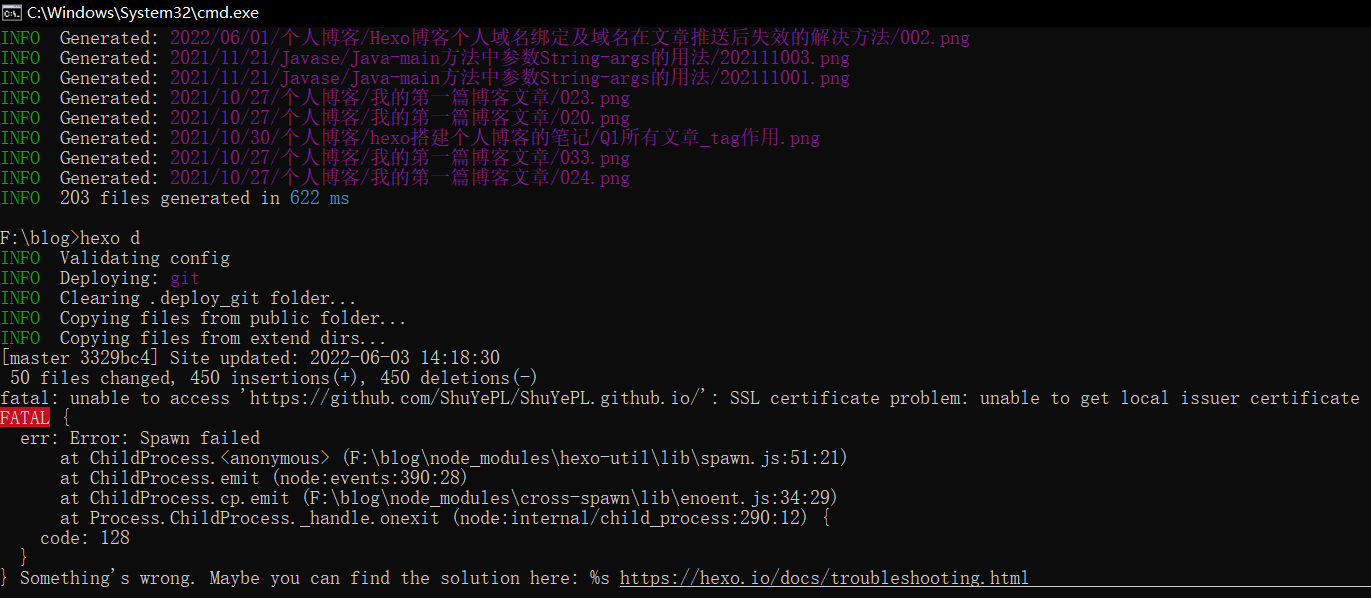 C:\Windows\System32\cmd.exe
INFO  Generated: 2022/06/01/个人博客/Hexo博客个人域名绑定及域名在文章推送后失效的解决方法/002.png
INFO  Generated: 2021/11/21/Javase/Java-main方法中参数String-args的用法/202111003.png
INFO  Generated: 2021/11/21/Javase/Java-main方法中参数String-args的用法/202111001.png
INFO  Generated: 2021/10/27/个人博客/我的第一篇博客文章/023.png
INFO  Generated: 2021/10/27/个人博客/我的第一篇博客文章/020.png
INFO  Generated: 2021/10/30/个人博客/hexo搭建个人博客的笔记/Q1所有文章_tag作用.png
INFO  Generated: 2021/10/27/个人博客/我的第一篇博客文章/033.png
INFO  Generated: 2021/10/27/个人博客/我的第一篇博客文章/024.png
INFO  203 files generated in 622 ms
F:\blog>hexo d
INFO  Validating config
INFO  Deploying: git
INFO  Clearing .deploy_git folder...
INFO  Copying files from public folder...
INFO  Copying files from extend dirs...
[master 3329bc4] Site updated: 2022-06-03 14:18:30
 50 files changed, 450 insertions(+), 450 deletions(-)
fatal: unable to access 'https://github.com/ShuYePL/ShuYePL.github.io/': SSL certificate problem: unable to get local issuer certificate
FATAL {
  err: Error: Spawn failed
      at ChildProcess.<anonymous> (F:\blog\node_modules\hexo-util\lib\spawn.js:51:21)
      at ChildProcess.emit (node:events:390:28)
      at ChildProcess.cp.emit (F:\blog\node_modules\cross-spawn\lib\enoent.js:34:29)
      at Process.ChildProcess._handle.onexit (node:internal/child_process:290:12) {
    code: 128
  }
} Something's wrong. Maybe you can find the solution here: %s https://hexo.io/docs/troubleshooting.html